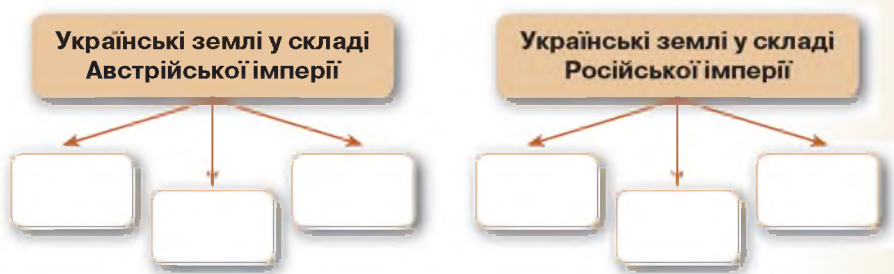 Українські землі у складі
Австрійської імперії
Українські землі у складі
Російської імперії